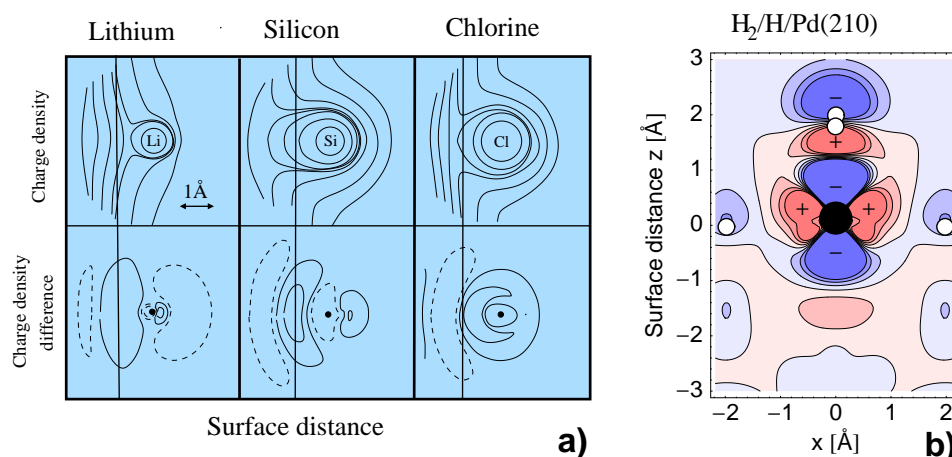 Lithium Silicon Chlorine
Charge density
Li Si Cl
1Å
Charge density
difference
Surface distance
a)
H2/H/Pd(210)
3
2
1
0
−1
−2
−3
Surface distance z [Å]
−
+
−
+ +
−
−2 −1 0 1 2
x [Å]
b)